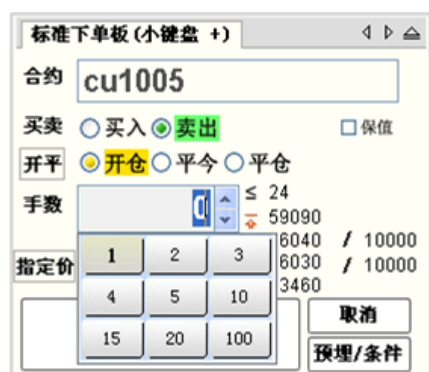 标准下单板(小键盘 +)
合约 cu1005
买卖 买入 卖出 保值
开平 开仓 平今 平仓
手数 0 ≤ 24
59090
6040 / 10000
指定价 1 2 3 6030 / 10000
3460
4 5 10
取消
15 20 100
预埋/条件